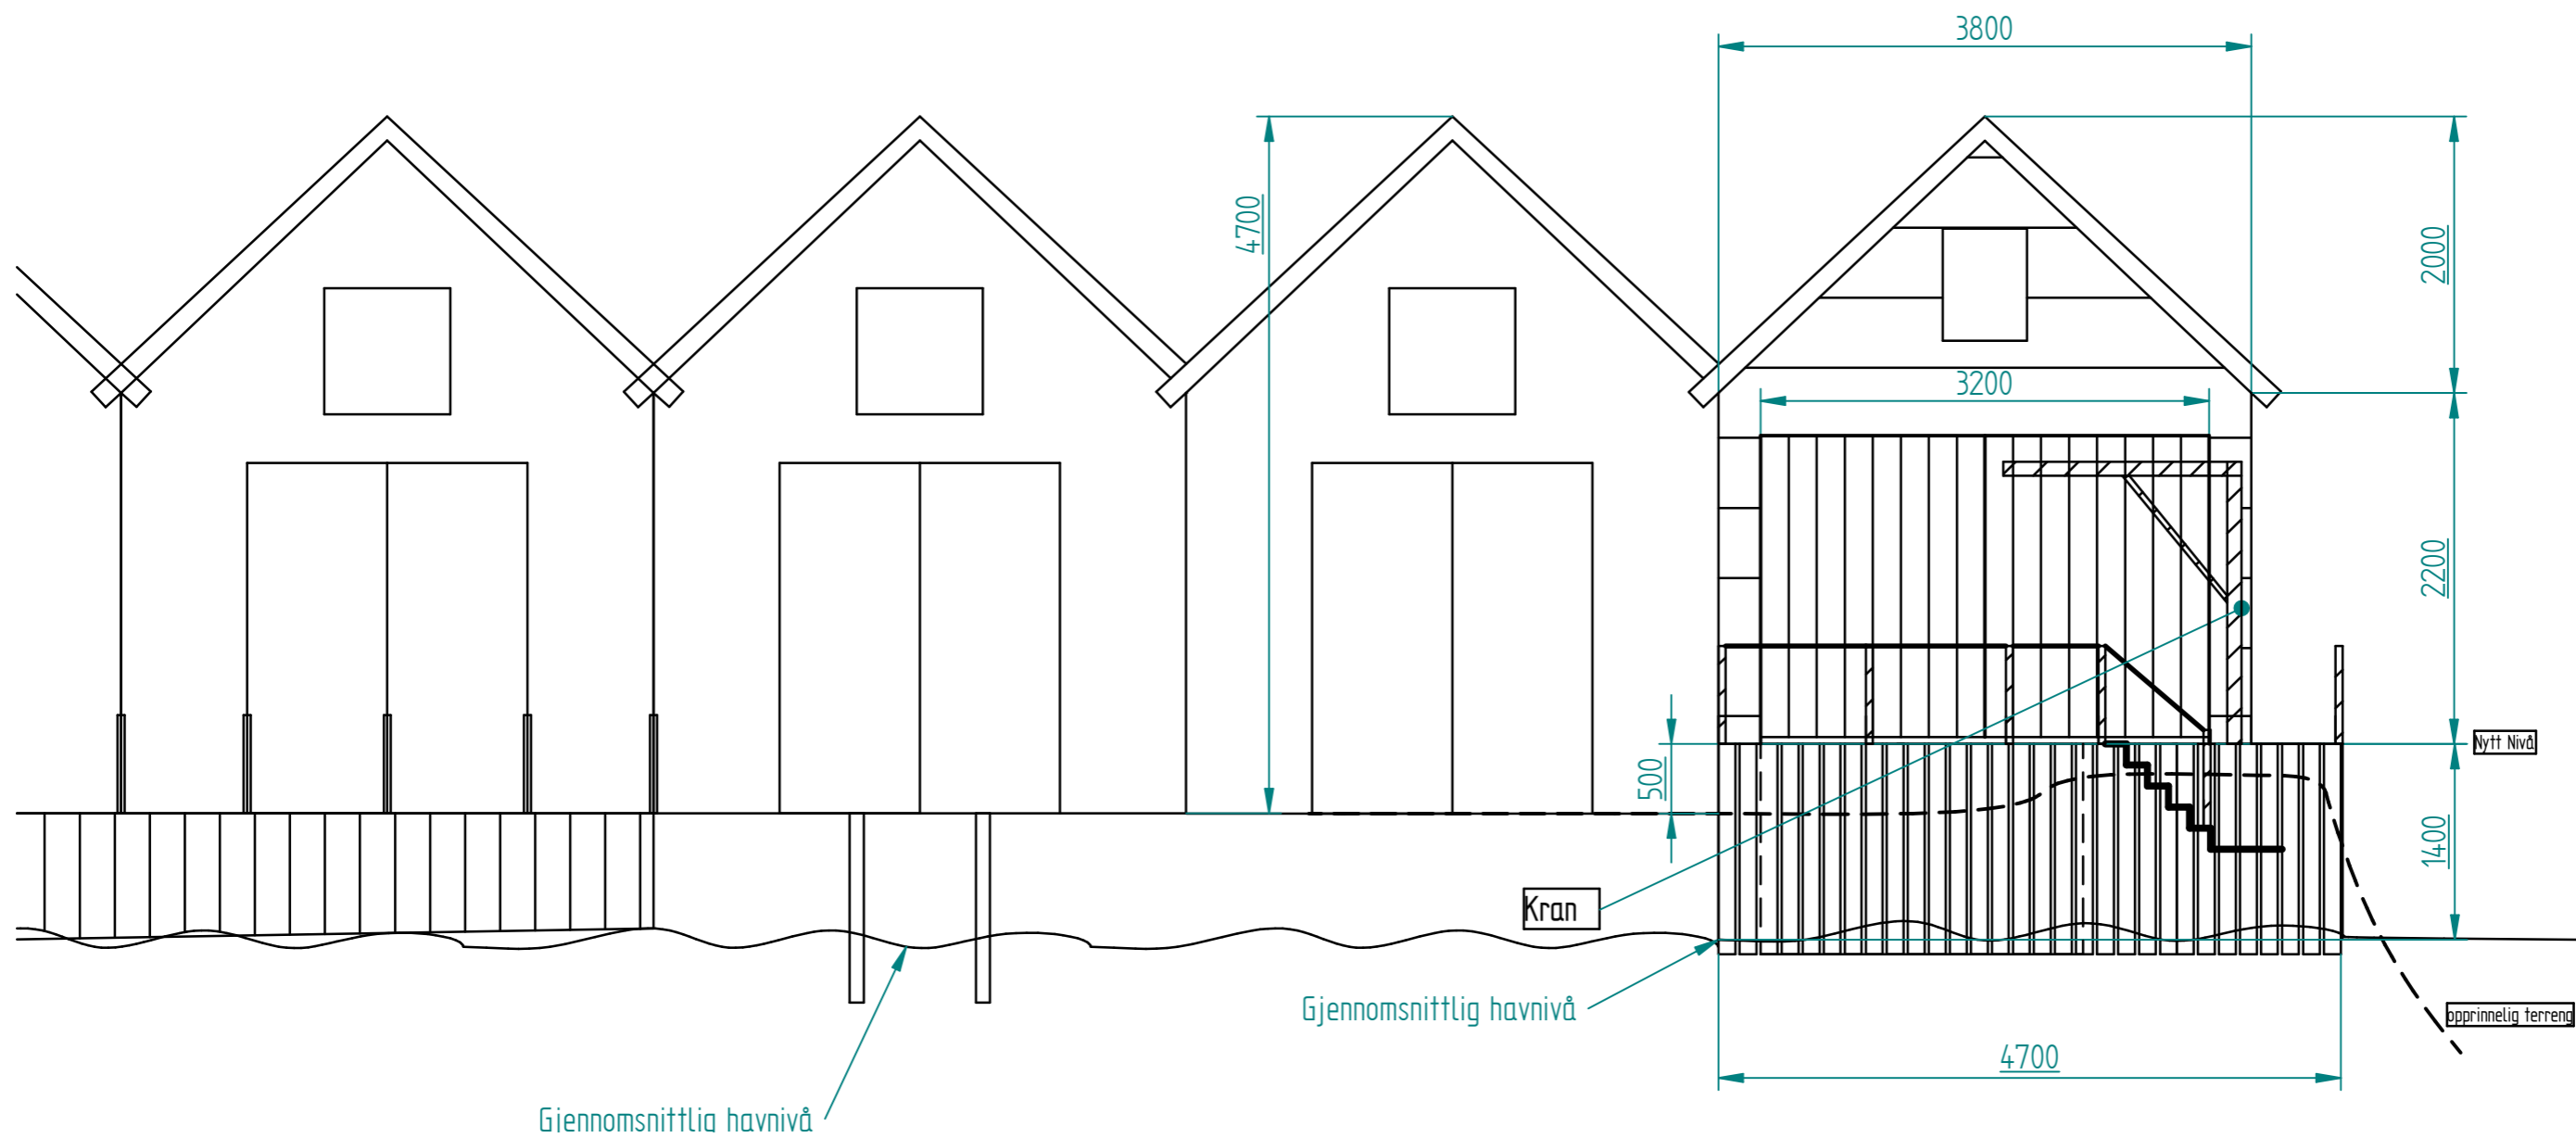 3800
4700
2000
3200
2200
Nytt Nivå
500
1400
Kran
Gjennomsnittlig havnivå
opprinnelig terreng
4700
Gjennomsnittlig havnivå